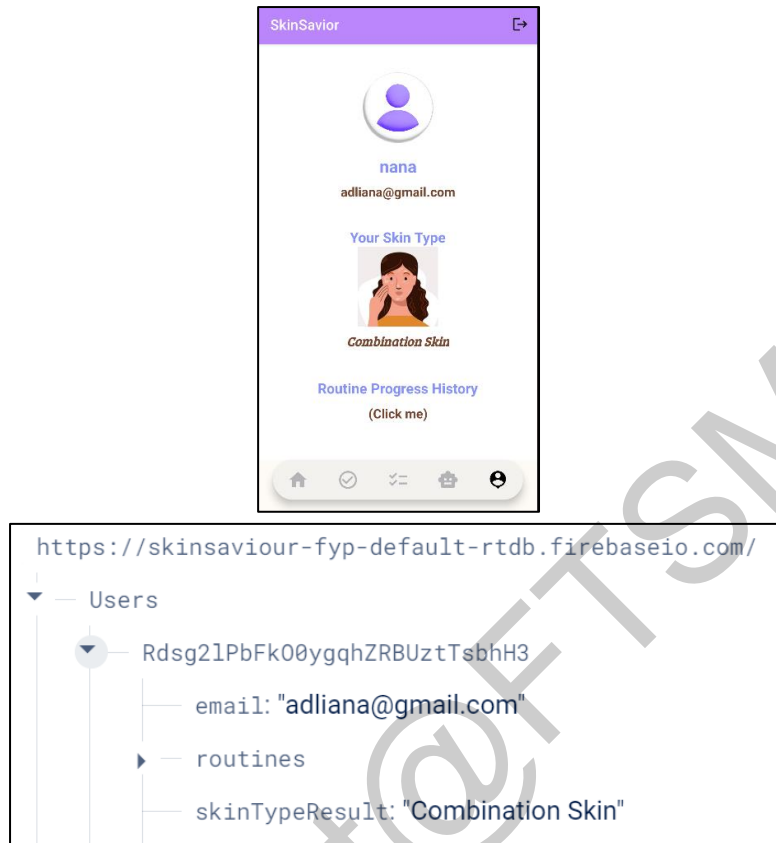 SkinSavior
nana
adliana@gmail.com
Your Skin Type
Combination Skin
Routine Progress History
(Click me)
https://skinsaviour-fyp-default-rtdb.firebaseio.com/
Users
Rdsg2lPbFkO0ygqhZRBUztTsbhH3
email: "adliana@gmail.com"
routines
skinTypeResult: "Combination Skin"
t@FTSM